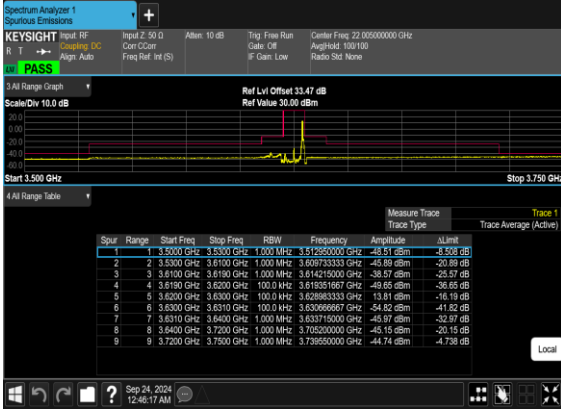 Spectrum Analyzer 1
Spurious Emissions
KEYSIGHT Input: RF Input Z: 50 Ω Atten: 10 dB Trig: Free Run Center Freq: 22.005000000 GHz
R T Coupling: DC Corr CCorr Gate: Off Avg|Hold: 100/100
Align: Auto Freq Ref: Int (S) IF Gain: Low Radio Std: None
PASS
3 All Range Graph Ref Lvl Offset 33.47 dB
Scale/Div 10.0 dB Ref Value 30.00 dBm
20.0
0.00
-20.0
-40.0
-60.0
Start 3.500 GHz Stop 3.750 GHz
4 All Range Table
Measure Trace Trace 1
Trace Type Trace Average (Active)
Spur Range Start Freq Stop Freq RBW Frequency Amplitude ΔLimit
1 1 3.5000 GHz 3.5300 GHz 1.000 MHz 3.512950000 GHz -48.51 dBm -8.508 dB
2 2 3.5300 GHz 3.6100 GHz 1.000 MHz 3.609733333 GHz -45.89 dBm -20.89 dB
3 3 3.6100 GHz 3.6190 GHz 1.000 MHz 3.614215000 GHz -38.57 dBm -25.57 dB
4 4 3.6190 GHz 3.6200 GHz 100.0 kHz 3.619351667 GHz -49.65 dBm -36.65 dB
5 5 3.6200 GHz 3.6300 GHz 100.0 kHz 3.628983333 GHz 13.81 dBm -16.19 dB
6 6 3.6300 GHz 3.6310 GHz 100.0 kHz 3.630666667 GHz -54.82 dBm -41.82 dB
7 7 3.6310 GHz 3.6400 GHz 1.000 MHz 3.633715000 GHz -45.97 dBm -32.97 dB
8 8 3.6400 GHz 3.7200 GHz 1.000 MHz 3.705200000 GHz -45.15 dBm -20.15 dB
9 9 3.7200 GHz 3.7500 GHz 1.000 MHz 3.739550000 GHz -44.74 dBm -4.738 dB
Local
Sep 24, 2024
12:46:17 AM